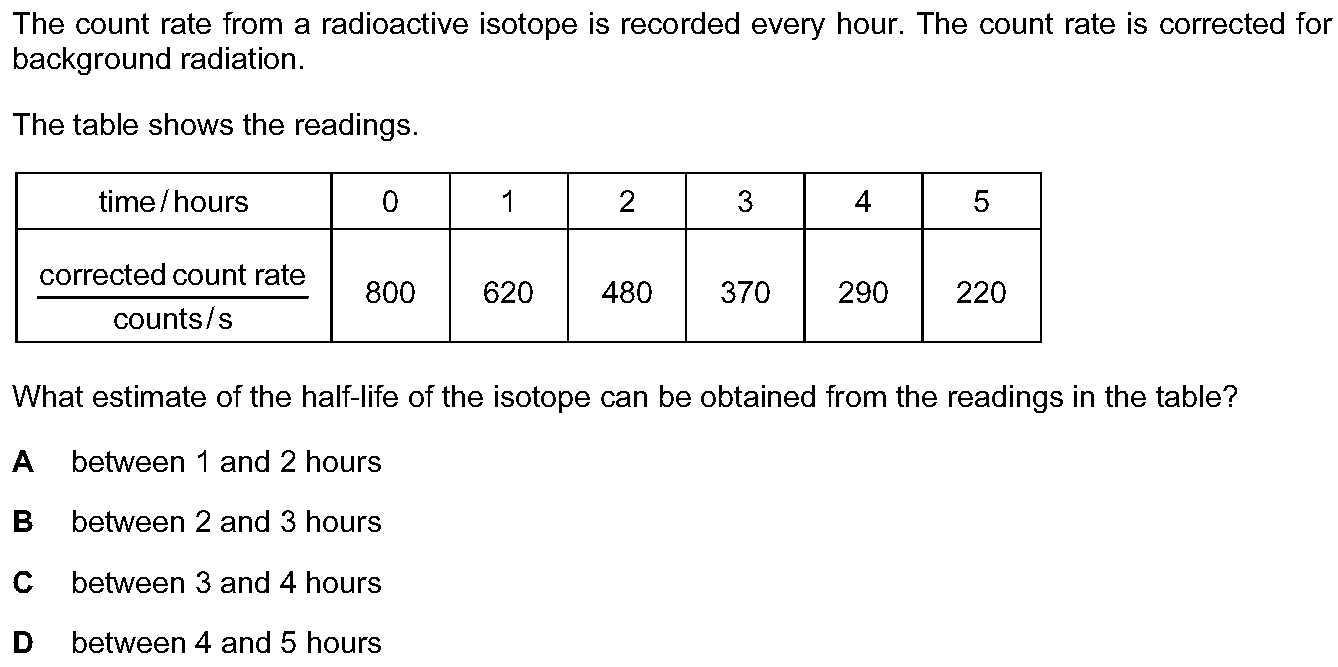 The count rate from a radioactive isotope is recorded every hour. The count rate is corrected for
background radiation.
The table shows the readings.
time / hours 0 1 2 3 4 5
corrected count rate
counts / s
800 620 480 370 290 220
What estimate of the half-life of the isotope can be obtained from the readings in the table?
A between 1 and 2 hours
B between 2 and 3 hours
C between 3 and 4 hours
D between 4 and 5 hours